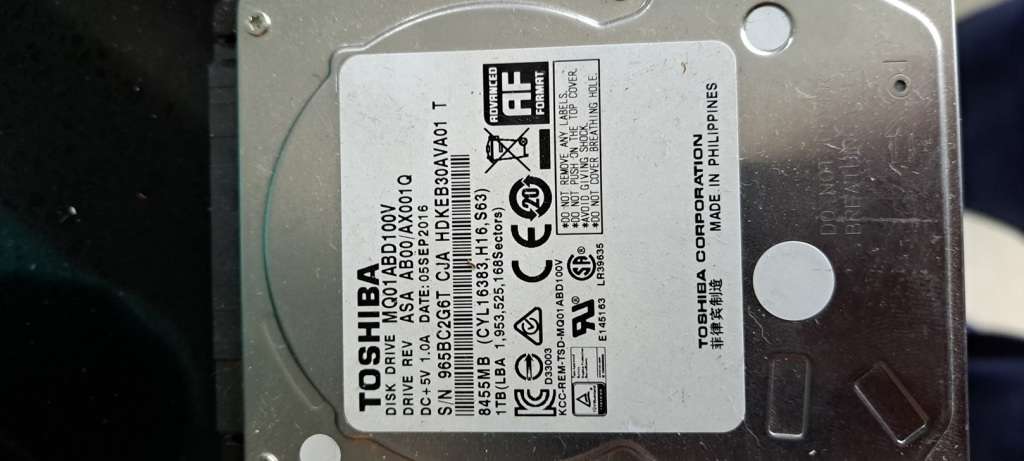 TOSHIBA
DISK DRIVE MQ01ABD100V
DRIVE REV ASA AB00/AX001Q
DC+5V 1.0A DATE:05SEP2016
S/N 965BC2G6T CJA HDKEB30AVA01 T
8455MB (CYL16383,H16,S63)
1TB(LBA 1,953,525,168Sectors)
D33003
KCC-REM-TSD-MQ01ABD100V
E145163 LR39635
20
ADVANCED
AF
FORMAT
*DO NOT REMOVE ANY LABELS.
*DO NOT PUSH ON THE TOP COVER.
*AVOID GIVING SHOCK.
*DO NOT COVER BREATHING HOLE.
TOSHIBA CORPORATION
菲律宾制造 MADE IN PHILIPPINES
DO NOT